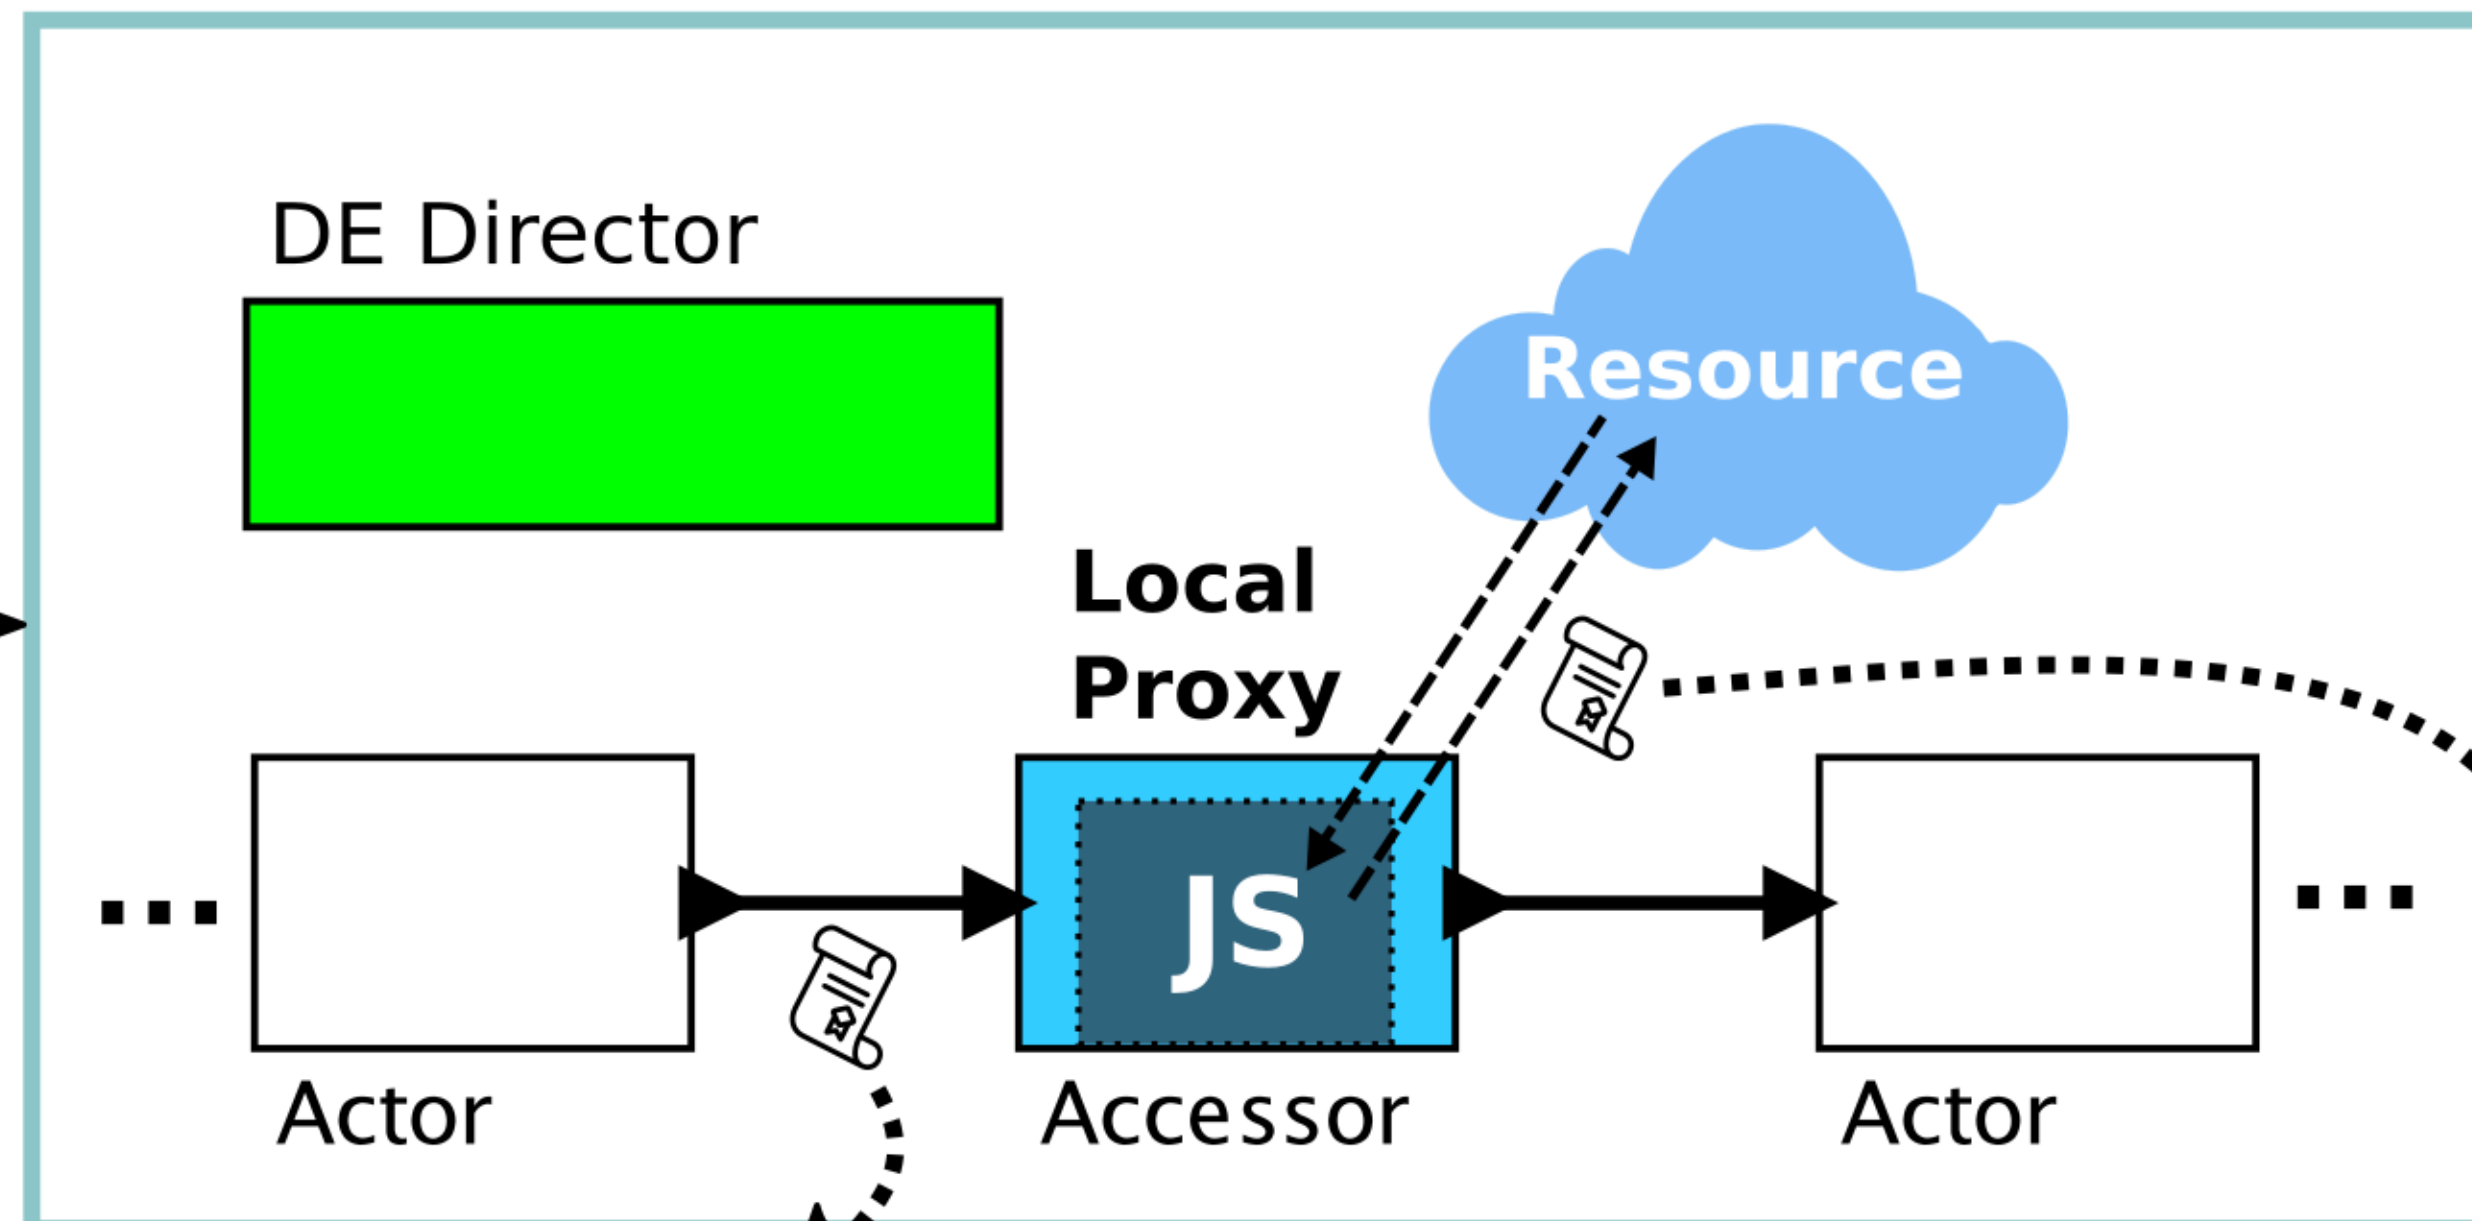 DE Director
Resource
Local
Proxy
JS
Actor
Accessor
Actor